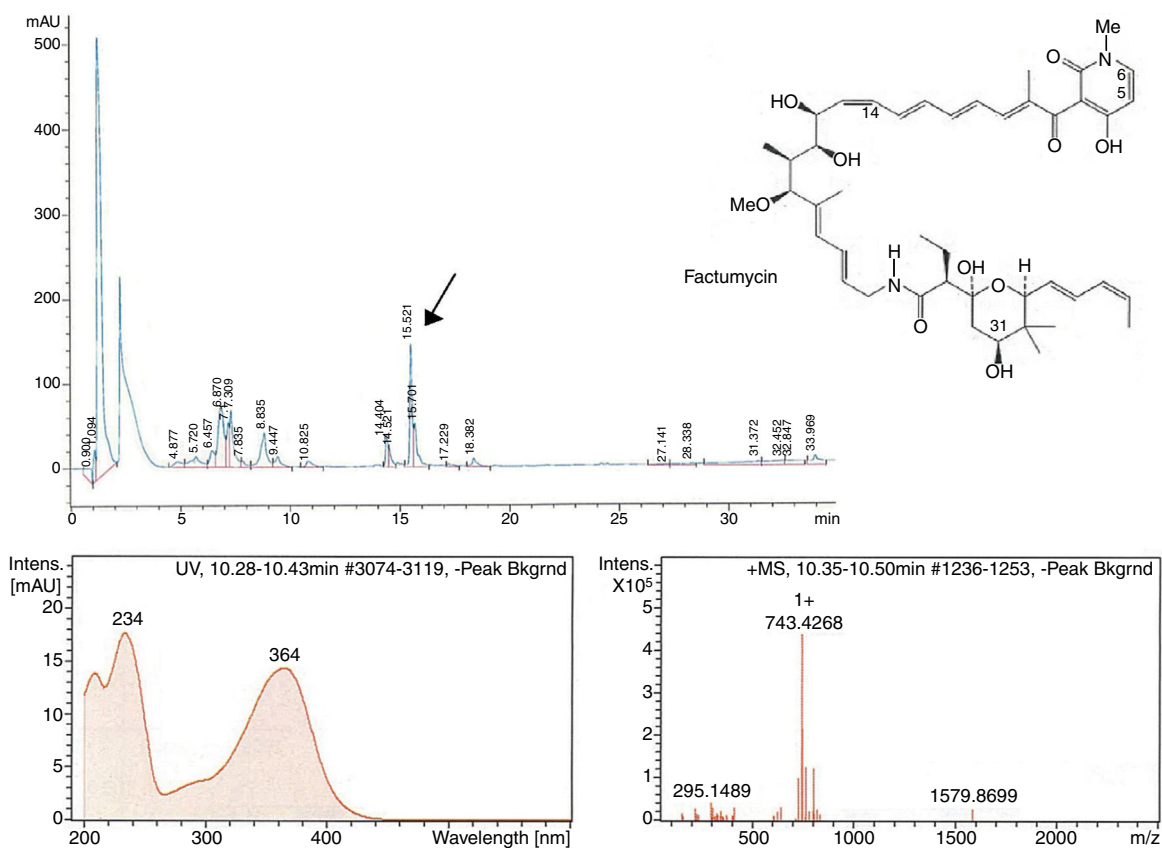 mAU
500
400
300
200
100
0
0.900
1.094
4.877
5.720
6.457
6.870
7.309
7.835
8.835
9.447
10.825
14.404
14.521
15.521
15.701
17.229
18.382
27.141
28.338
31.372
32.452
32.847
33.969
0 5 10 15 20 25 30 min
Me
O N 6
5
O OH
HO 14
OH
MeO
Factumycin
H
N
O
OH O H
31
OH
Intens.
[mAU]
UV, 10.28-10.43min #3074-3119, -Peak Bkgrnd
20
15
10
5
0
234
364
200 300 400 Wavelength [nm]
Intens.
X10⁵
+MS, 10.35-10.50min #1236-1253, -Peak Bkgrnd
5
4
3
2
1
0
1+
743.4268
295.1489
1579.8699
500 1000 1500 2000 m/z